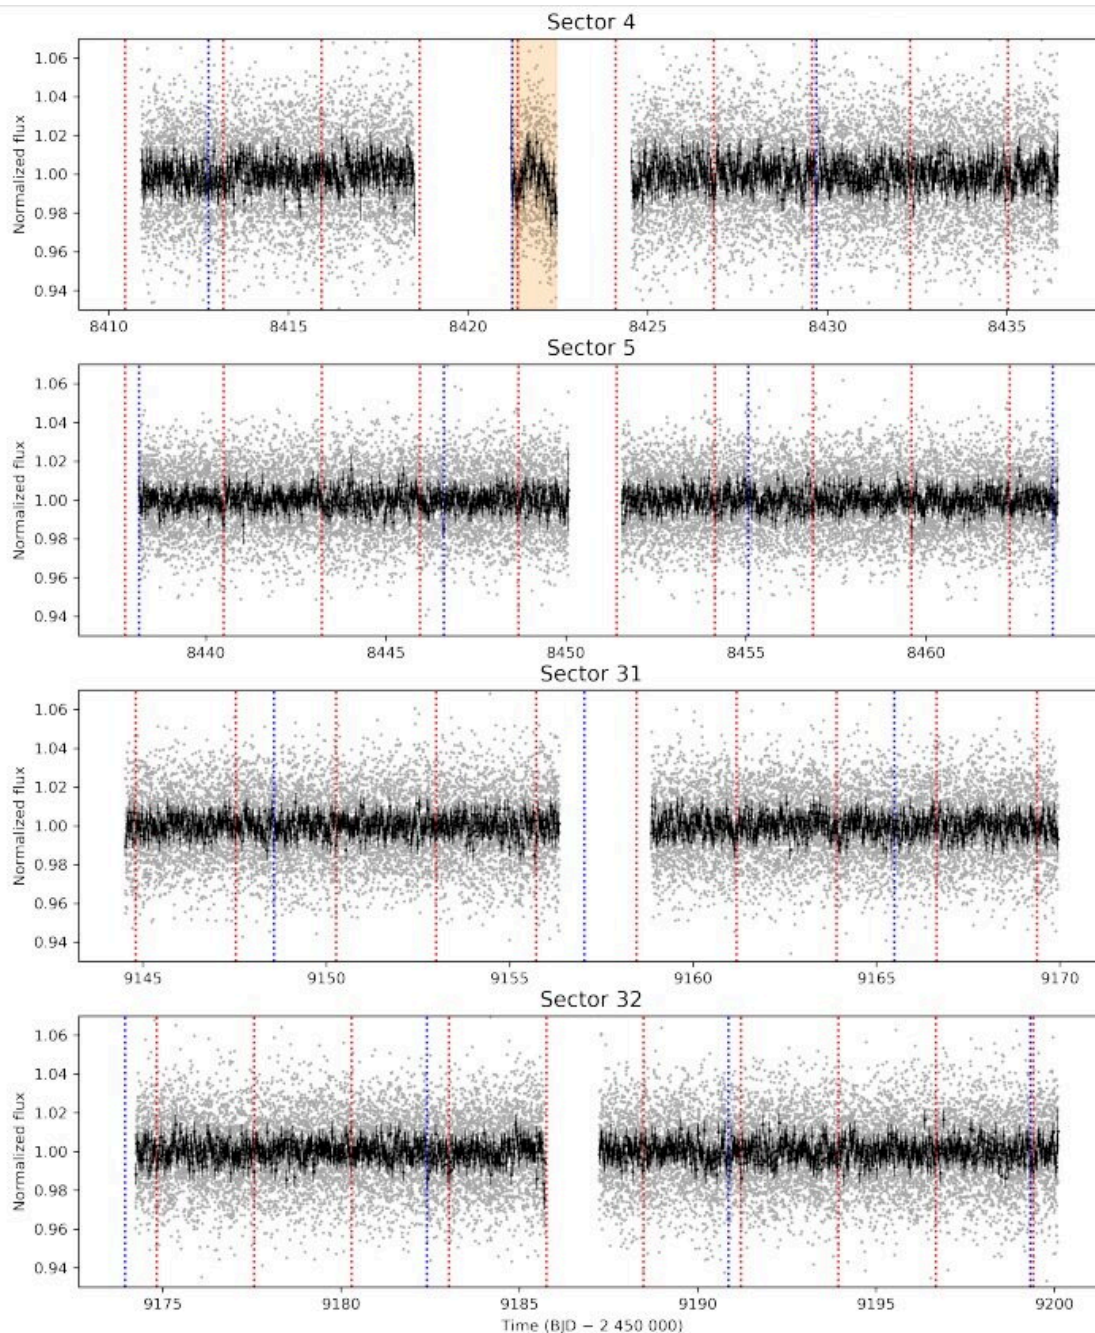 Sector 4
1.06
1.04
1.02
1.00
0.98
0.96
0.94
Normalized flux
8410 8415 8420 8425 8430 8435
Sector 5
1.06
1.04
1.02
1.00
0.98
0.96
0.94
Normalized flux
8440 8445 8450 8455 8460
Sector 31
1.06
1.04
1.02
1.00
0.98
0.96
0.94
Normalized flux
9145 9150 9155 9160 9165 9170
Sector 32
1.06
1.04
1.02
1.00
0.98
0.96
0.94
Normalized flux
9175 9180 9185 9190 9195 9200
Time (BJD − 2 450 000)